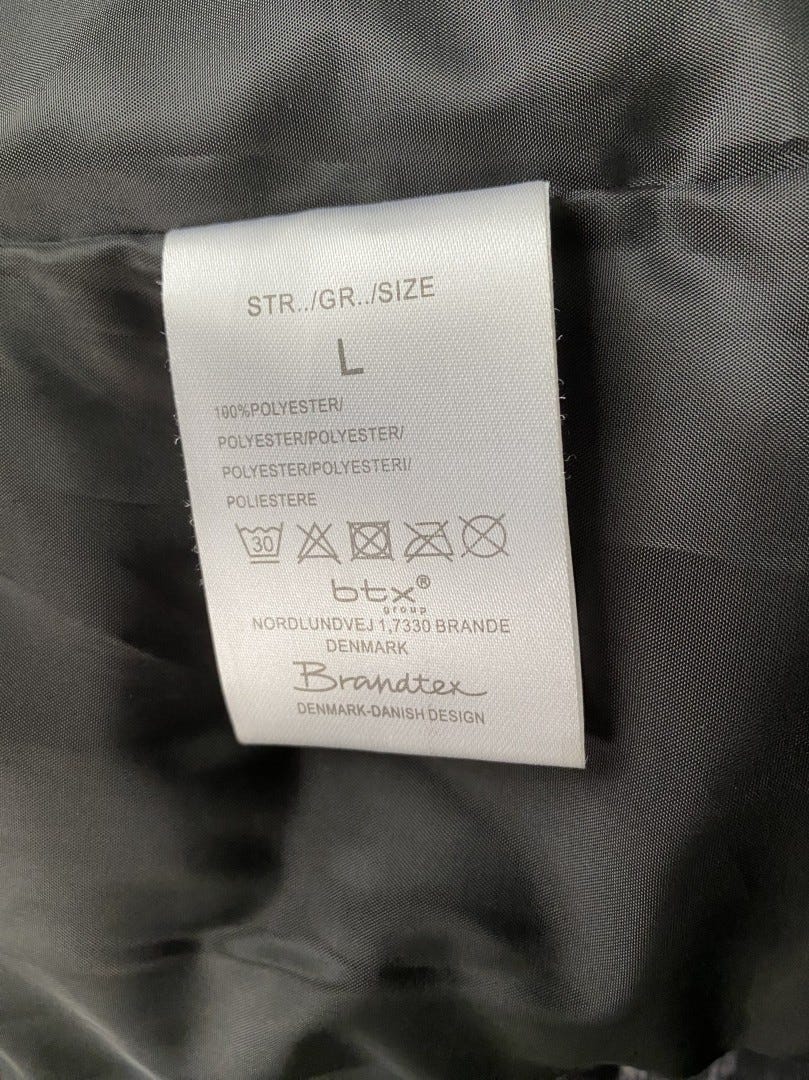 STR../GR../SIZE
L
100%POLYESTER/
POLYESTER/POLYESTER/
POLYESTER/POLYESTERI/
POLIESTERE
30
btx®
group
NORDLUNDVEJ 1,7330 BRANDE
DENMARK
Brandtex
DENMARK-DANISH DESIGN